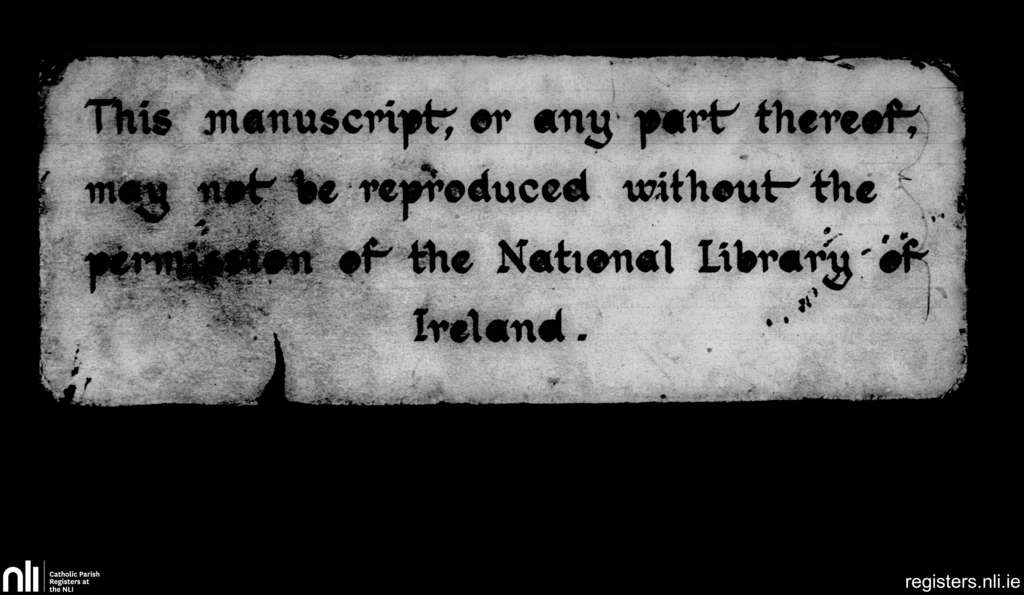 This manuscript, or any part thereof,
may not be reproduced without the
permission of the National Library of
Ireland.
nli
Catholic Parish
Registers at
the NLI
registers.nli.ie